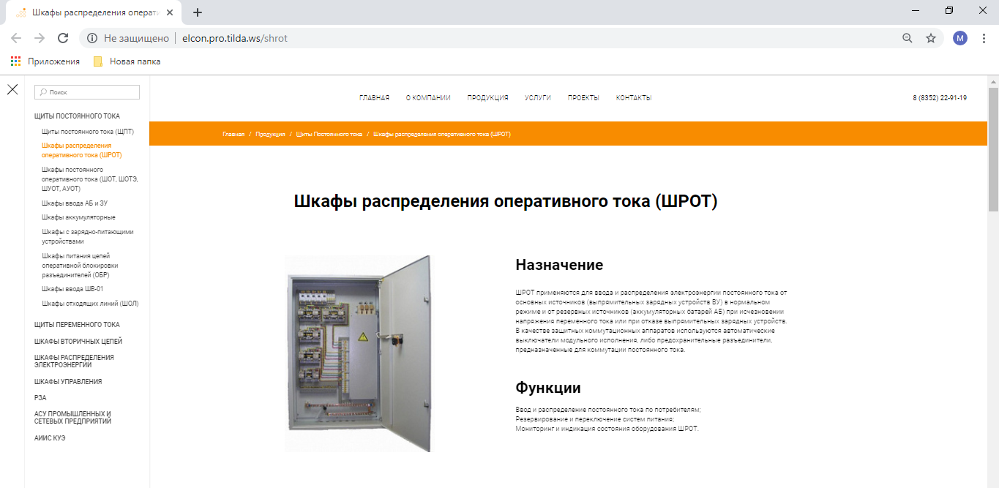 Шкафы распределения операти
Не защищено
elcon.pro.tilda.ws/shrot
М
Приложения
Новая папка
Поиск
ЩИТЫ ПОСТОЯННОГО ТОКА
Щиты постоянного тока (ЩПТ)
Шкафы распределения
оперативного тока (ШРОТ)
Шкафы постоянного
оперативного тока (ШОТ, ШОТЭ,
ШУОТ, АУОТ)
Шкафы ввода АБ и ЗУ
Шкафы аккумуляторные
Шкафы с зарядно-питающими
устройствами
Шкафы питания цепей
оперативной блокировки
разъединителей (ОБР)
Шкафы ввода ШВ-01
Шкафы отходящих линий (ШОЛ)
ЩИТЫ ПЕРЕМЕННОГО ТОКА
ШКАФЫ ВТОРИЧНЫХ ЦЕПЕЙ
ШКАФЫ РАСПРЕДЕЛЕНИЯ
ЭЛЕКТРОЭНЕРГИИ
ШКАФЫ УПРАВЛЕНИЯ
РЗА
АСУ ПРОМЫШЛЕННЫХ И
СЕТЕВЫХ ПРЕДПРИЯТИЙ
АИИС КУЭ
ГЛАВНАЯ О КОМПАНИИ ПРОДУКЦИЯ УСЛУГИ ПРОЕКТЫ КОНТАКТЫ
8 (8352) 22-91-19
Главная / Продукция / Щиты Постоянного тока / Шкафы распределения оперативного тока (ШРОТ)
Шкафы распределения оперативного тока (ШРОТ)
Назначение
ШРОТ применяются для ввода и распределения электроэнергии постоянного тока от
основных источников (выпрямительных зарядных устройств ВУ) в нормальном
режиме и от резервных источников (аккумуляторных батарей АБ) при исчезновении
напряжения переменного тока или при отказе выпрямительных зарядных устройств.
В качестве защитных коммутационных аппаратов используются автоматические
выключатели модульного исполнения, либо предохранительные разъединители,
предназначенные для коммутации постоянного тока.
Функции
Ввод и распределение постоянного тока по потребителям;
Резервирование и переключение систем питания;
Мониторинг и индикация состояния оборудования ШРОТ.